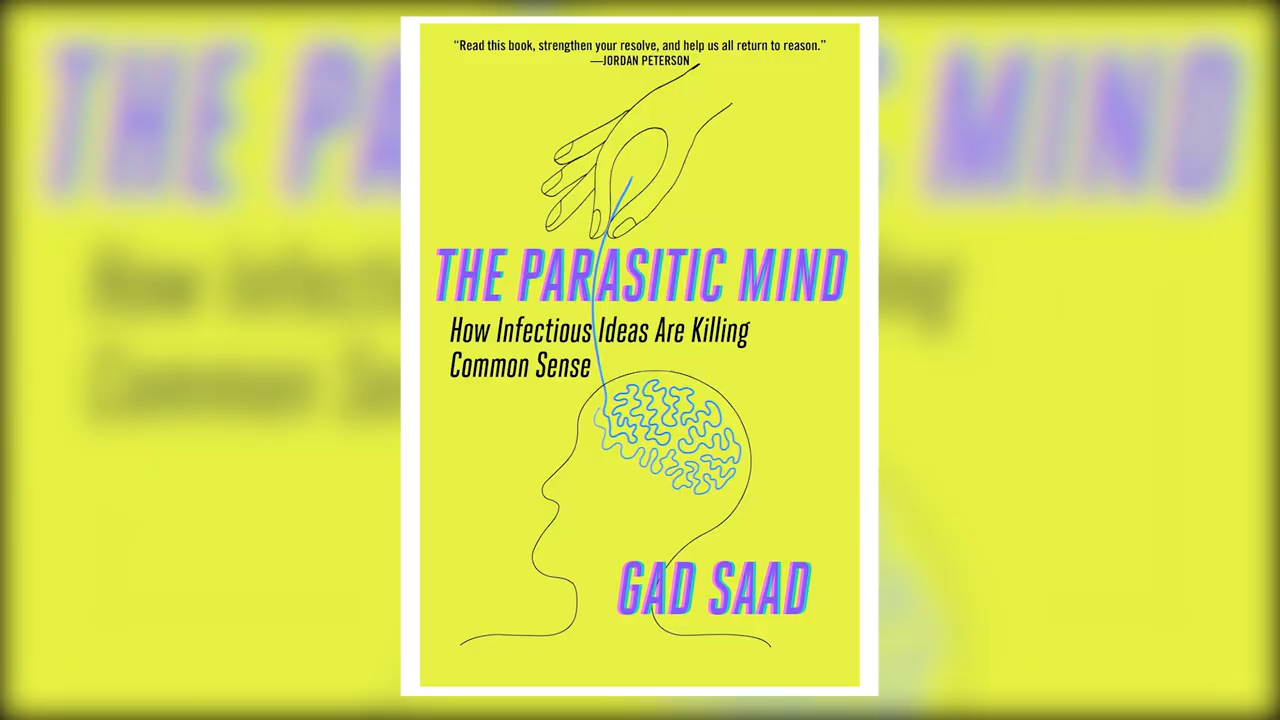 “Read this book, strengthen your resolve, and help us all return to reason.”
—JORDAN PETERSON
THE PARASITIC MIND
How Infectious Ideas Are Killing
Common Sense
GAD SAAD